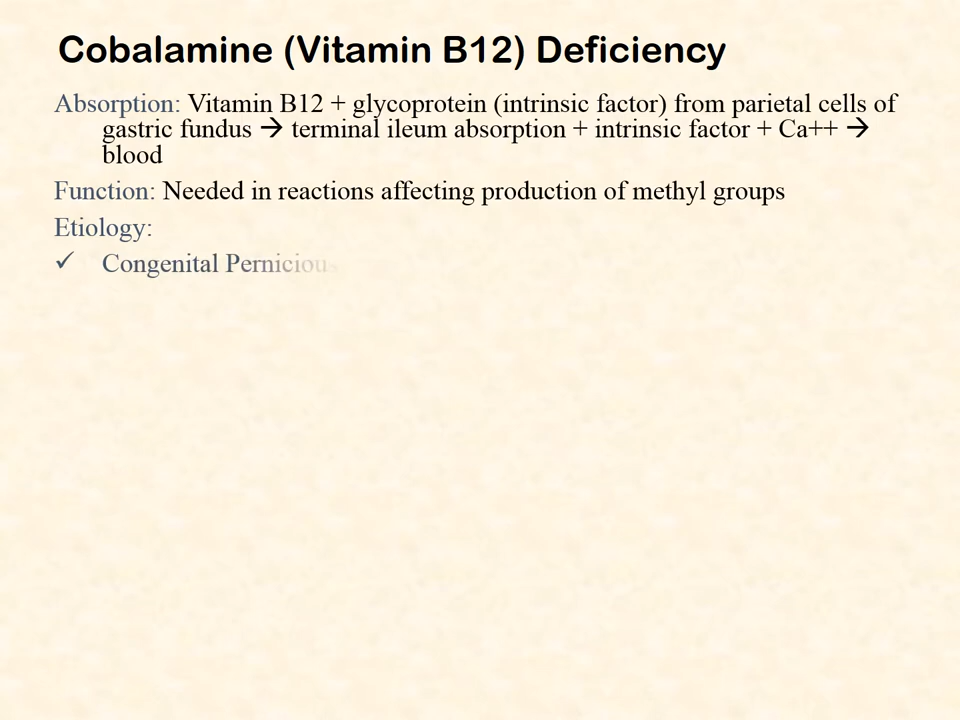 Cobalamine (Vitamin B12) Deficiency
Absorption: Vitamin B12 + glycoprotein (intrinsic factor) from parietal cells of
gastric fundus → terminal ileum absorption + intrinsic factor + Ca++ →
blood
Function: Needed in reactions affecting production of methyl groups
Etiology:
✓ Congenital Pernicious